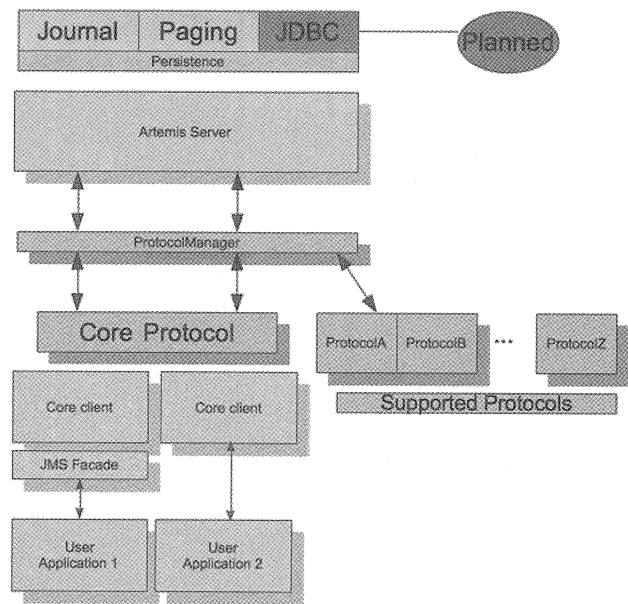 Journal Paging JDBC Planned
Persistence
Artemis Server
ProtocolManager
Core Protocol
ProtocolA ProtocolB ... ProtocolZ
Supported Protocols
Core client Core client
JMS Facade
User Application 1
User Application 2